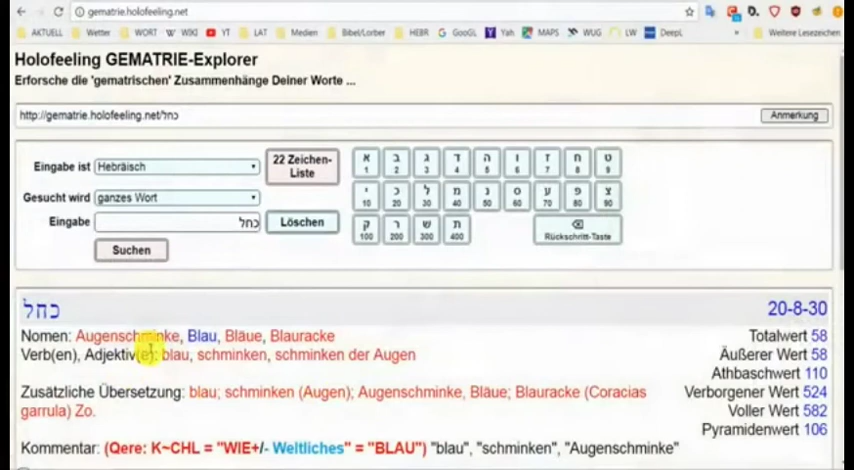 gematrie.holofeeling.net
AKTUELL Wetter WORT W WIKI YT LAT Medien Bibel/Lorber HEBR GoogL Yah MAPS WUG LW DeepL » Weitere Lesezeichen
Holofeeling GEMATRIE-Explorer
Erforsche die 'gematrischen' Zusammenhänge Deiner Worte ...
http://gematrie.holofeeling.net/כחל Anmerkung
Eingabe ist Hebräisch 22 Zeichen-Liste
Gesucht wird ganzes Wort
Eingabe כחל Löschen
Suchen
א ב ג ד ה ו ז ח ט
1 2 3 4 5 6 7 8 9
י כ ל מ נ ס ע פ צ
10 20 30 40 50 60 70 80 90
ק ר ש ת
100 200 300 400 Rückschritt-Taste
כחל 20-8-30
Nomen: Augenschminke, Blau, Bläue, Blauracke Totalwert 58
Verb(en), Adjektiv(e): blau, schminken, schminken der Augen Äußerer Wert 58
Athbaschwert 110
Zusätzliche Übersetzung: blau; schminken (Augen); Augenschminke, Bläue; Blauracke (Coracias Verborgener Wert 524
garrula) Zo. Voller Wert 582
Pyramidenwert 106
Kommentar: (Qere: K~CHL = "WIE+/- Weltliches" = "BLAU") "blau", "schminken", "Augenschminke"